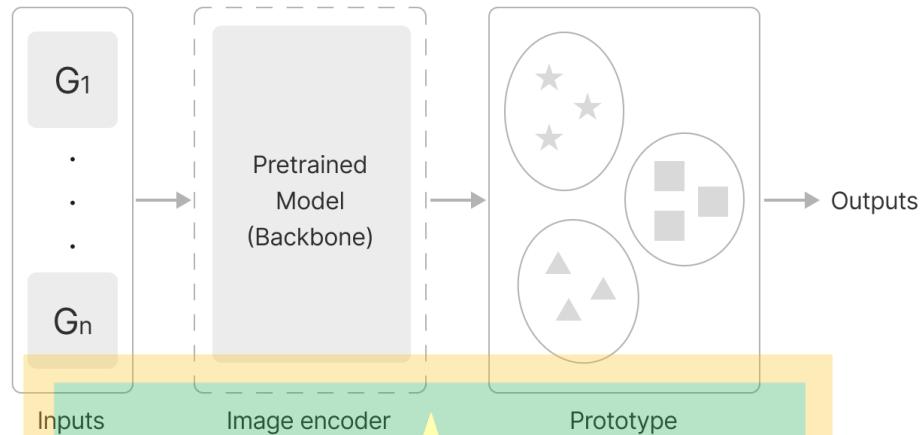 G1
Gn
Inputs
Pretrained
Model
(Backbone)
Image encoder
Prototype
Outputs